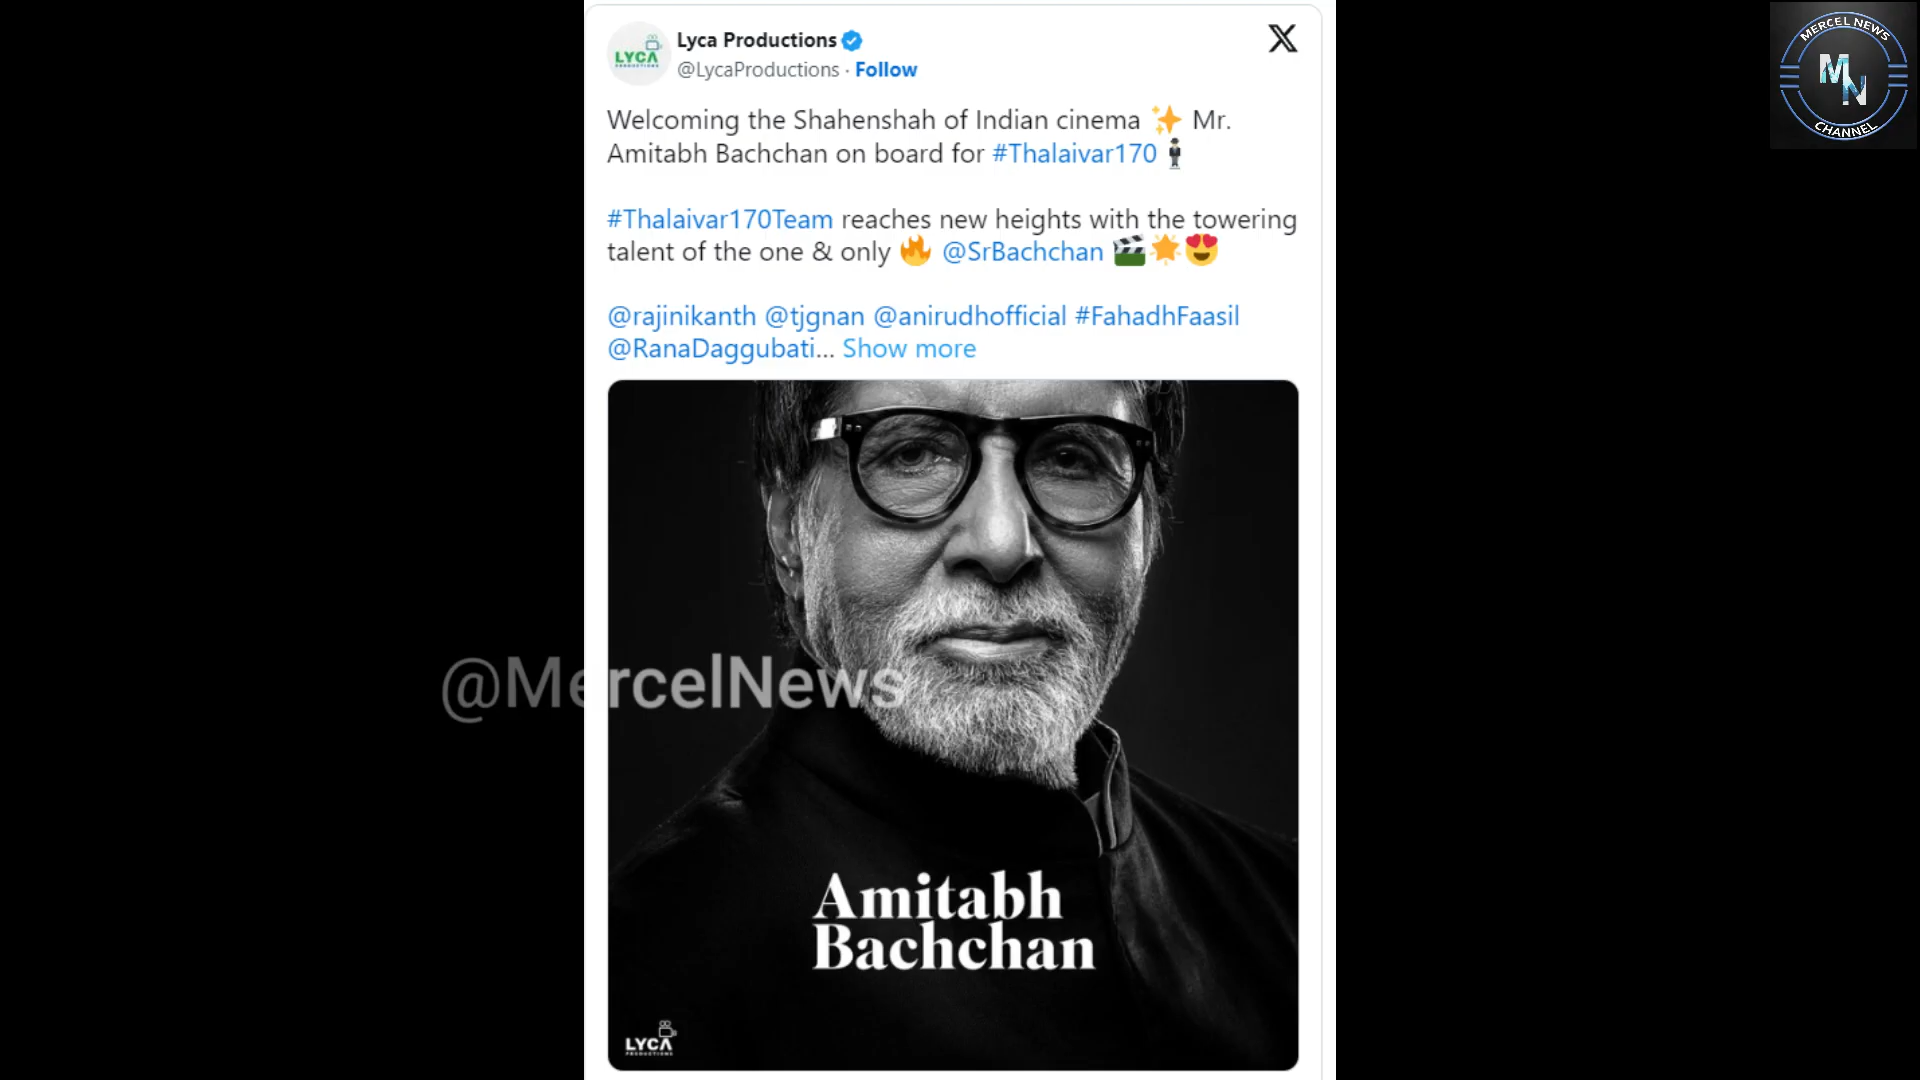 LYCA
PRODUCTIONS
Lyca Productions
@LycaProductions · Follow
Welcoming the Shahenshah of Indian cinema ✨ Mr.
Amitabh Bachchan on board for #Thalaivar170🕴🏻
#Thalaivar170Team reaches new heights with the towering
talent of the one & only 🔥 @SrBachchan 🎬🌟😍
@rajinikanth @tjgnan @anirudhofficial #FahadhFaasil
@RanaDaggubati... Show more
@MercelNews
Amitabh
Bachchan
LYCA
PRODUCTIONS
MERCEL NEWS
MN
CHANNEL